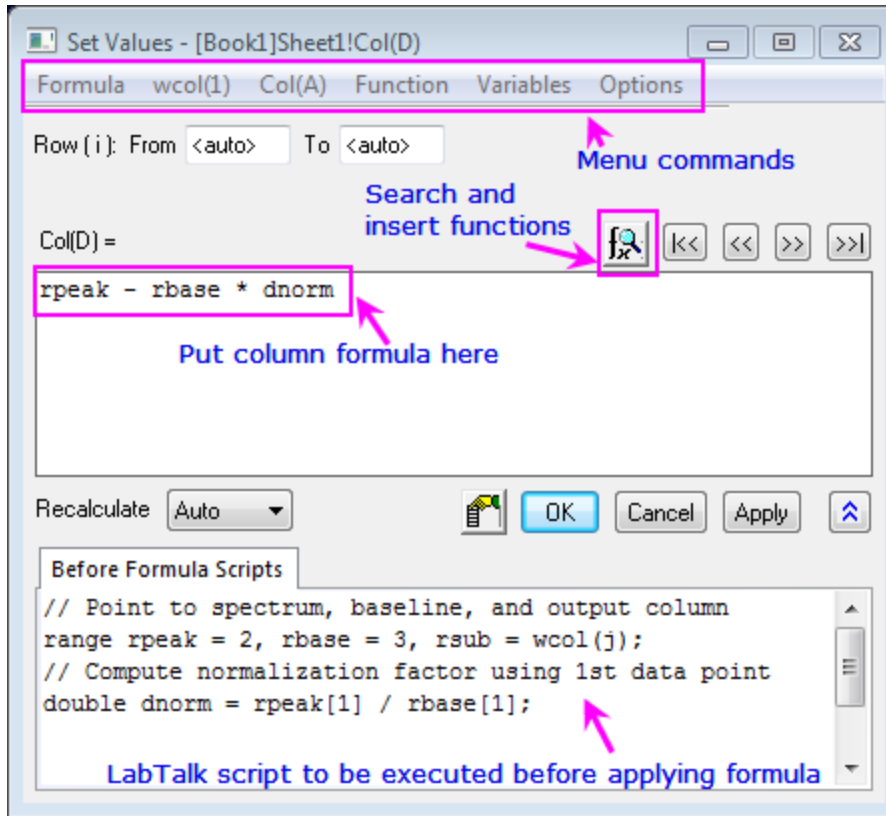 Set Values - [Book1]Sheet1!Col(D)
Formula wcol(1) Col(A) Function Variables Options
Row (i): From <auto> To <auto>
Menu commands
Search and
insert functions
Col(D) =
fx |<< << >> >>|
rpeak - rbase * dnorm
Put column formula here
Recalculate Auto OK Cancel Apply
Before Formula Scripts
// Point to spectrum, baseline, and output column
range rpeak = 2, rbase = 3, rsub = wcol(j);
// Compute normalization factor using 1st data point
double dnorm = rpeak[1] / rbase[1];
LabTalk script to be executed before applying formula